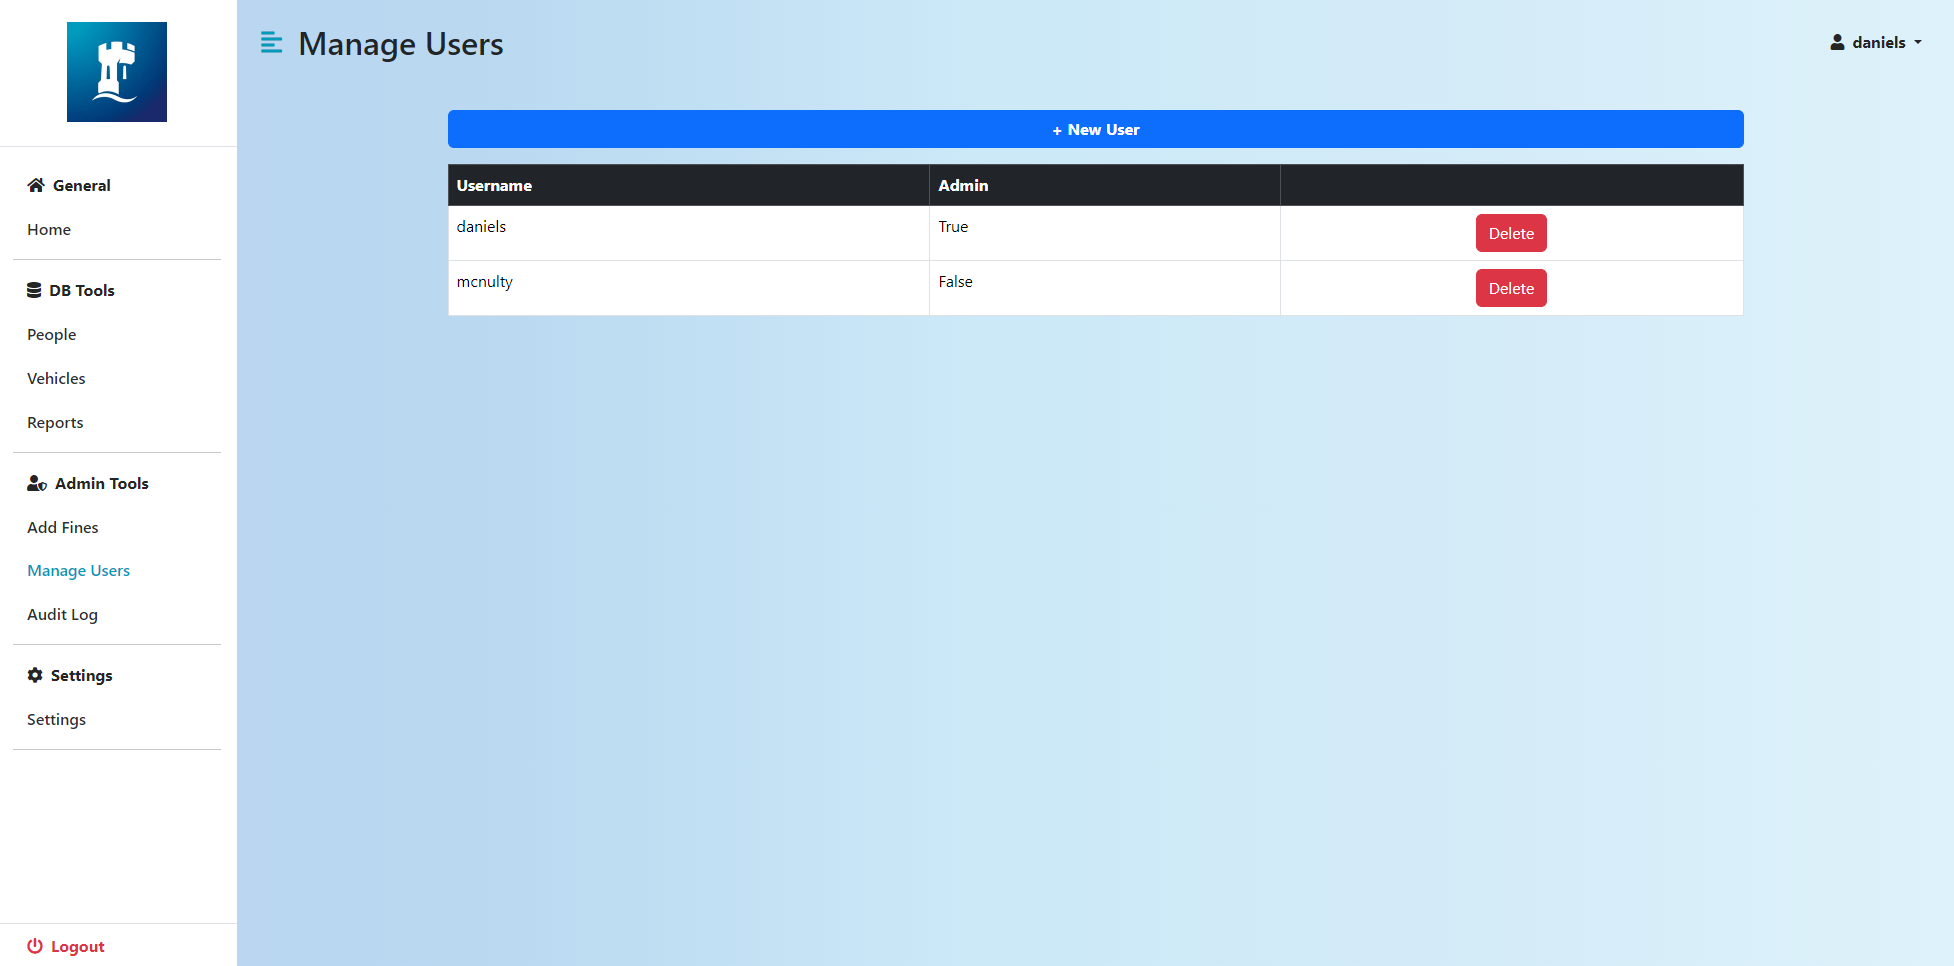 Manage Users
daniels
General
Home
DB Tools
People
Vehicles
Reports
Admin Tools
Add Fines
Manage Users
Audit Log
Settings
Settings
Logout
+ New User
Username Admin
daniels True Delete
mcnulty False Delete